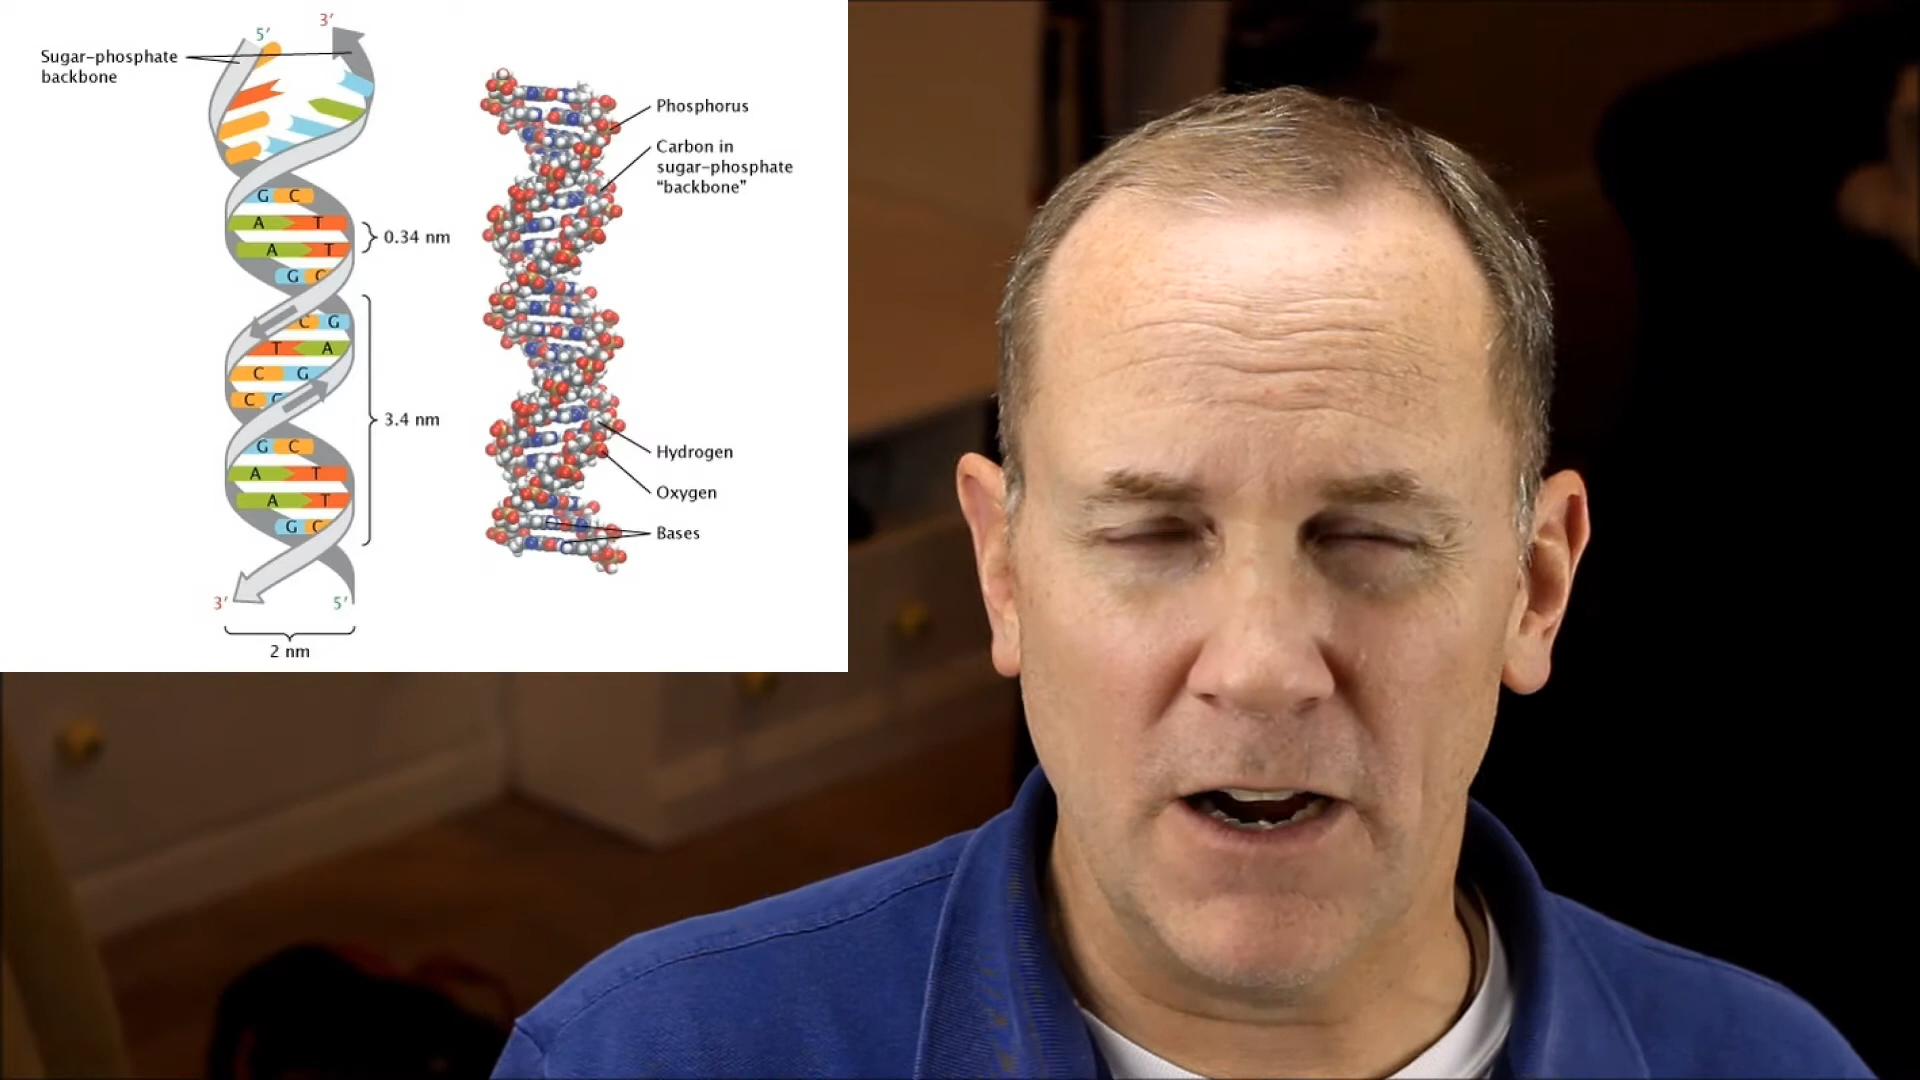 3′
5′
Sugar-phosphate
backbone
G C
A T
A T
G C
0.34 nm
C G
T A
C G
C G
3.4 nm
G C
A T
A T
G C
3′ 5′
2 nm
Phosphorus
Carbon in
sugar-phosphate
“backbone”
Hydrogen
Oxygen
Bases